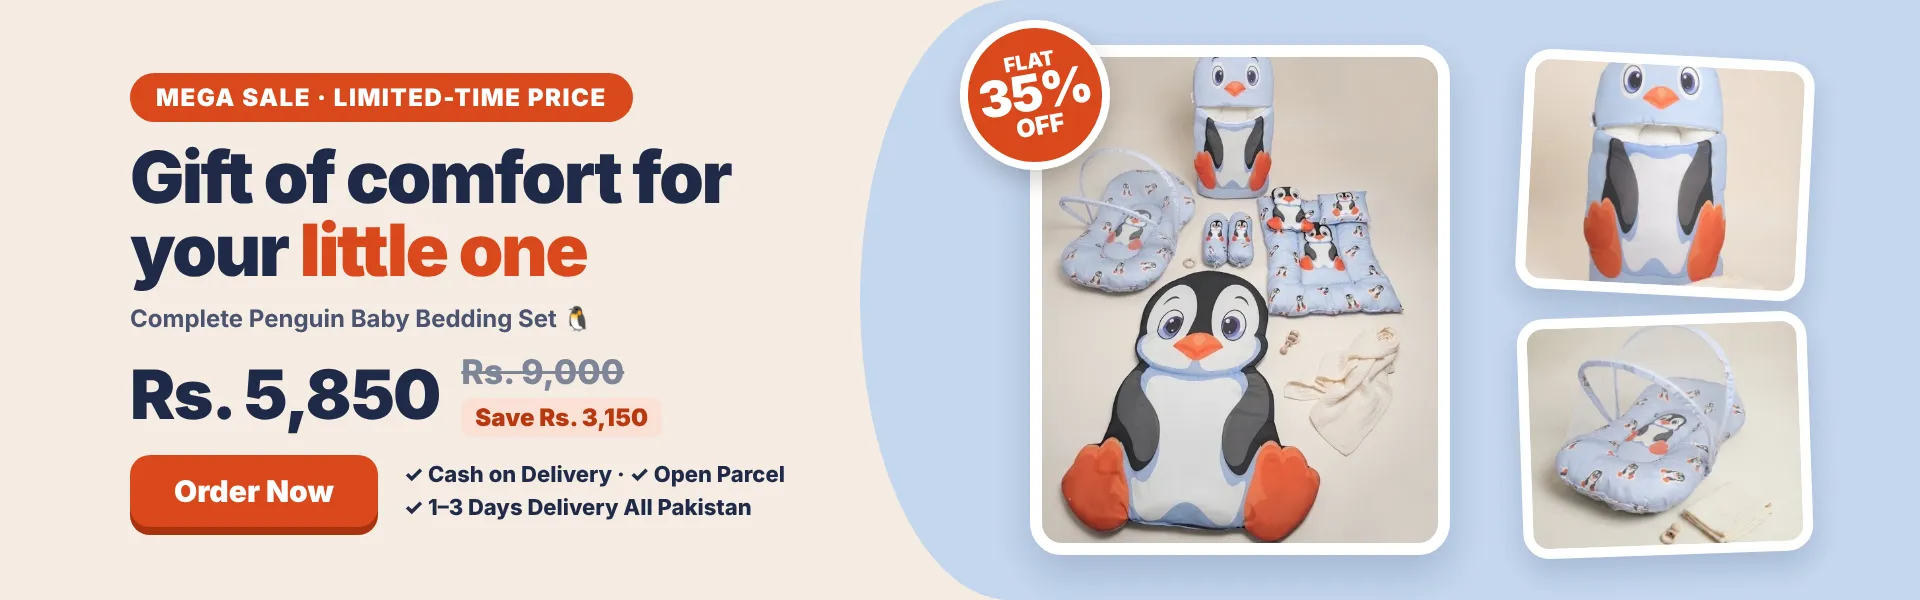 MEGA SALE · LIMITED-TIME PRICE
Gift of comfort for
your little one
Complete Penguin Baby Bedding Set 🐧
Rs. 5,850
Rs. 9,000
Save Rs. 3,150
Order Now
✓ Cash on Delivery · ✓ Open Parcel
✓ 1–3 Days Delivery All Pakistan
FLAT
35%
OFF